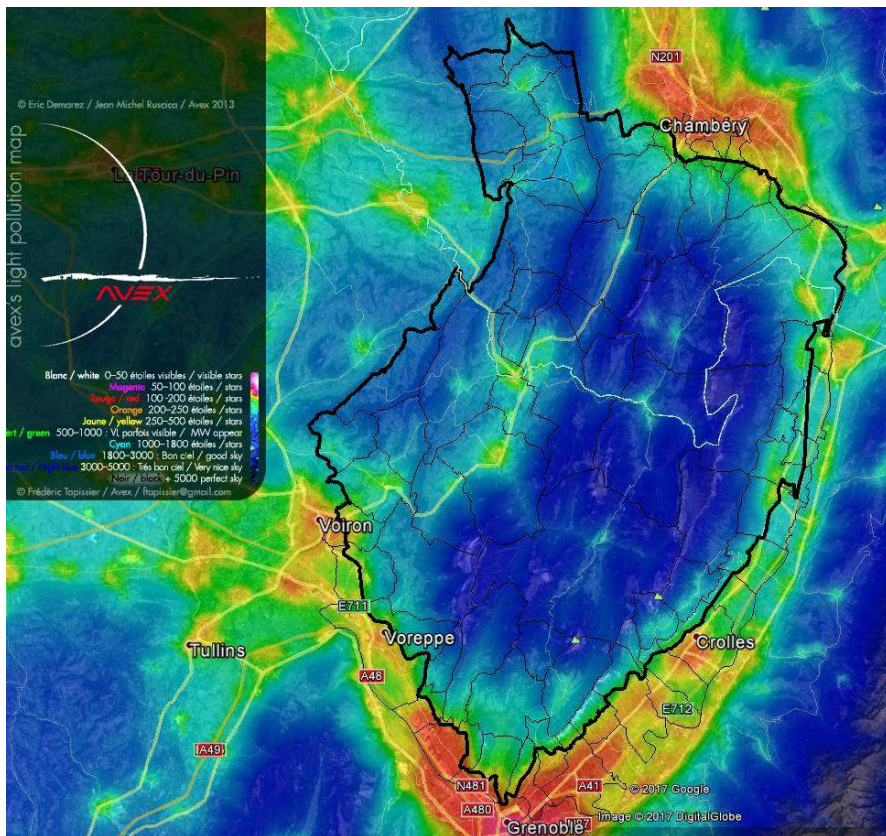 © Eric Demarez / Jean Michel Ruscica / Avex 2013
avex's light pollution map
La Tour-du-Pin
AVEX
Blanc / white 0-50 étoiles visibles / visible stars
Magenta 50-100 étoiles / stars
Rouge / red 100-200 étoiles / stars
Orange 200-250 étoiles / stars
Jaune / yellow 250-500 étoiles / stars
ert / green 500-1000 : VL parfois visible / MW appear
Cyan 1000-1800 étoiles / stars
Bleu / blue 1800-3000 : Bon ciel / good sky
3000-5000 : Trés bon ciel / Very nice sky
Noir / black + 5000 perfect sky
© Frédéric Tapissier / Avex / ftapissier@gmail.com
N201
Chambéry
Voiron
E711
Voreppe
Tullins
Crolles
A48
E712
A49
N481
A41
© 2017 Google
A480
Image © 2017 DigitalGlobe
Grenoble